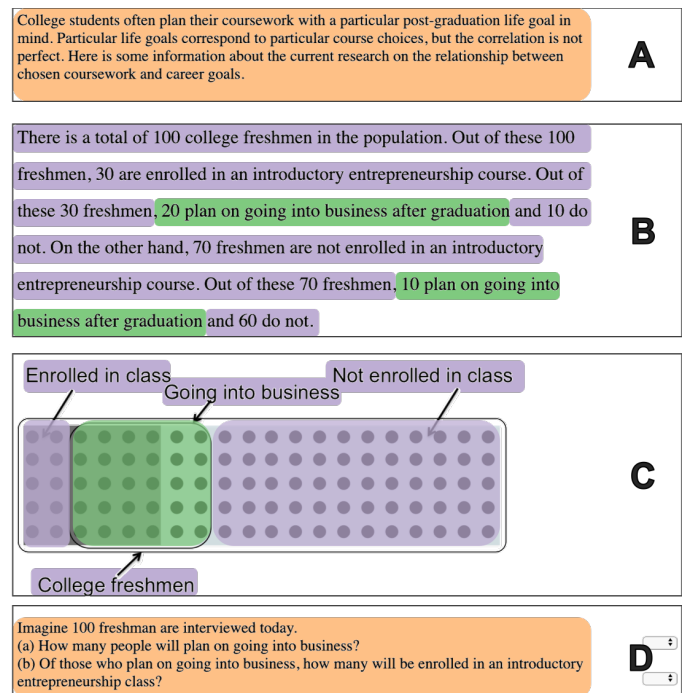 College students often plan their coursework with a particular post-graduation life goal in
mind. Particular life goals correspond to particular course choices, but the correlation is not
perfect. Here is some information about the current research on the relationship between
chosen coursework and career goals.
A
There is a total of 100 college freshmen in the population. Out of these 100
freshmen, 30 are enrolled in an introductory entrepreneurship course. Out of
these 30 freshmen, 20 plan on going into business after graduation and 10 do
not. On the other hand, 70 freshmen are not enrolled in an introductory
entrepreneurship course. Out of these 70 freshmen, 10 plan on going into
business after graduation and 60 do not.
B
Enrolled in class
Going into business
Not enrolled in class
College freshmen
C
Imagine 100 freshman are interviewed today.
(a) How many people will plan on going into business?
(b) Of those who plan on going into business, how many will be enrolled in an introductory
entrepreneurship class?
D